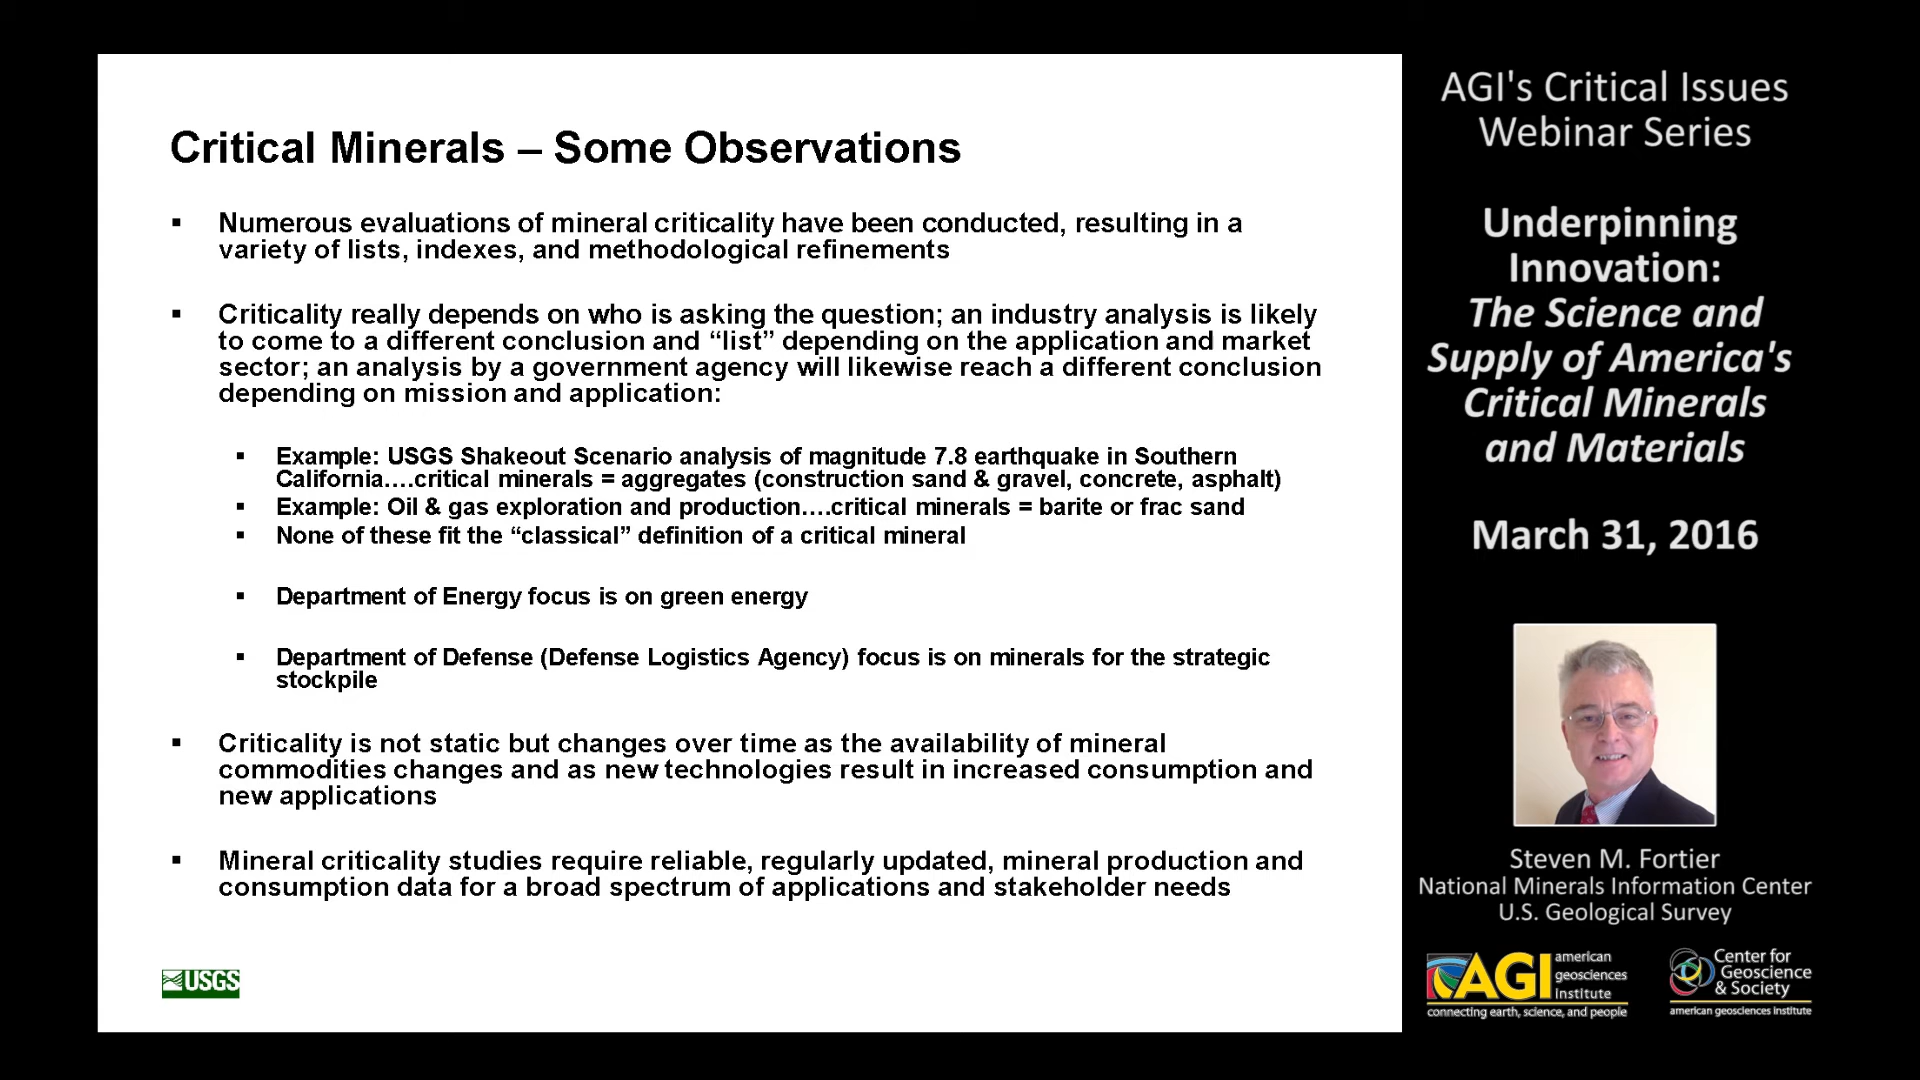 Critical Minerals – Some Observations
▪ Numerous evaluations of mineral criticality have been conducted, resulting in a
variety of lists, indexes, and methodological refinements
▪ Criticality really depends on who is asking the question; an industry analysis is likely
to come to a different conclusion and “list” depending on the application and market
sector; an analysis by a government agency will likewise reach a different conclusion
depending on mission and application:
▪ Example: USGS Shakeout Scenario analysis of magnitude 7.8 earthquake in Southern
California….critical minerals = aggregates (construction sand & gravel, concrete, asphalt)
▪ Example: Oil & gas exploration and production….critical minerals = barite or frac sand
▪ None of these fit the “classical” definition of a critical mineral
▪ Department of Energy focus is on green energy
▪ Department of Defense (Defense Logistics Agency) focus is on minerals for the strategic
stockpile
▪ Criticality is not static but changes over time as the availability of mineral
commodities changes and as new technologies result in increased consumption and
new applications
▪ Mineral criticality studies require reliable, regularly updated, mineral production and
consumption data for a broad spectrum of applications and stakeholder needs
USGS
AGI's Critical Issues
Webinar Series
Underpinning
Innovation:
The Science and
Supply of America's
Critical Minerals
and Materials
March 31, 2016
Steven M. Fortier
National Minerals Information Center
U.S. Geological Survey
AGI
american
geosciences
institute
connecting earth, science, and people
Center for
Geoscience
& Society
american geosciences institute